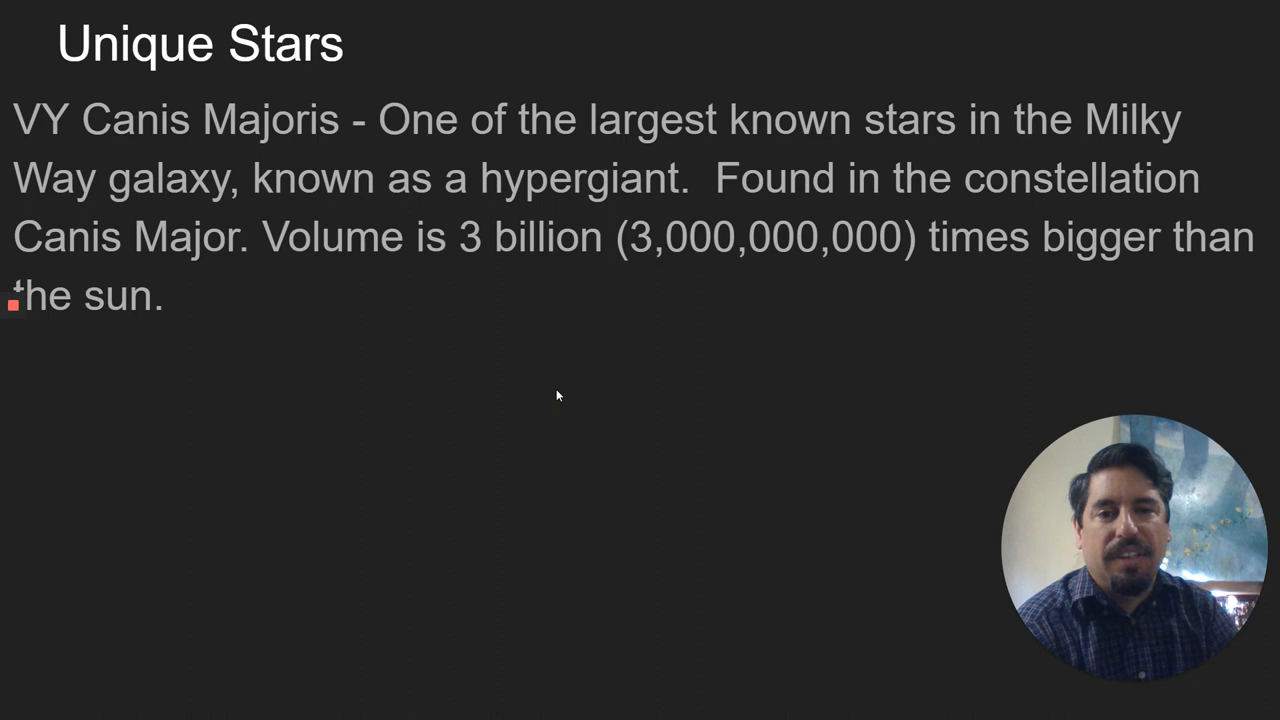 Unique Stars
VY Canis Majoris - One of the largest known stars in the Milky
Way galaxy, known as a hypergiant.  Found in the constellation
Canis Major. Volume is 3 billion (3,000,000,000) times bigger than
the sun.